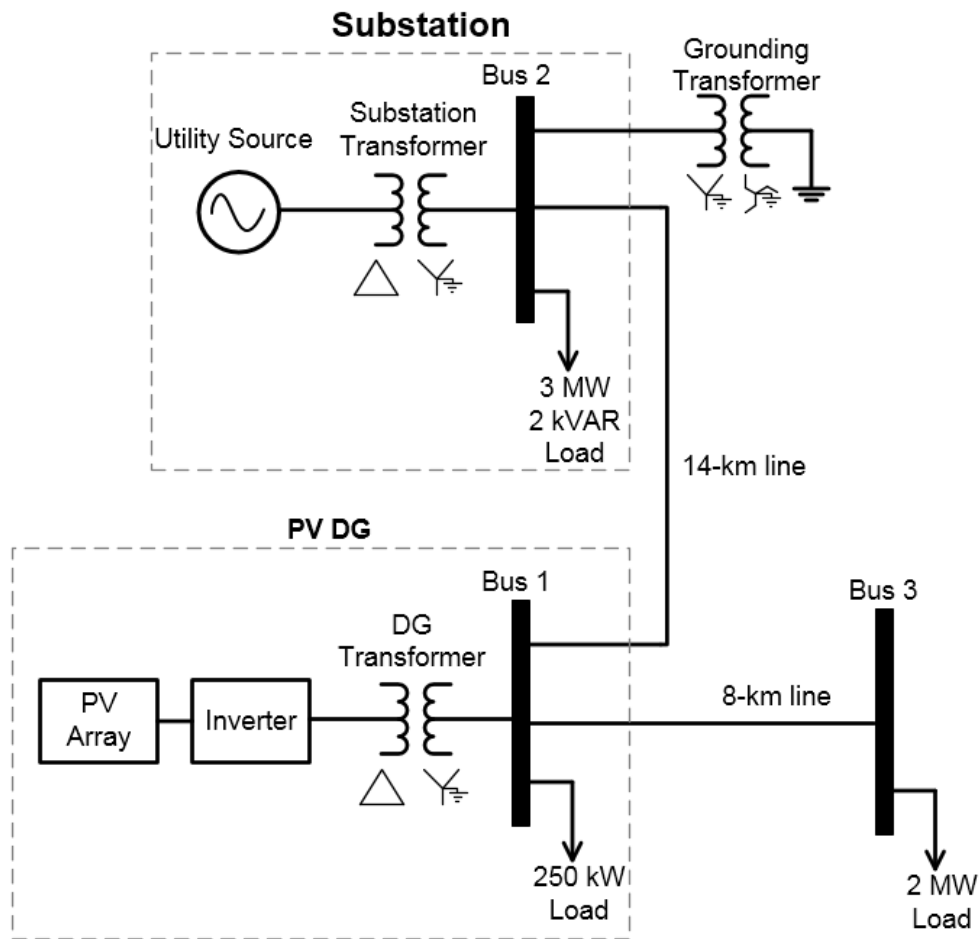 Substation
Bus 2
Grounding
Transformer
Substation
Transformer
Utility Source
3 MW
2 kVAR
Load
14-km line
PV DG
Bus 1
Bus 3
DG
Transformer
PV
Array
Inverter
8-km line
250 kW
Load
2 MW
Load